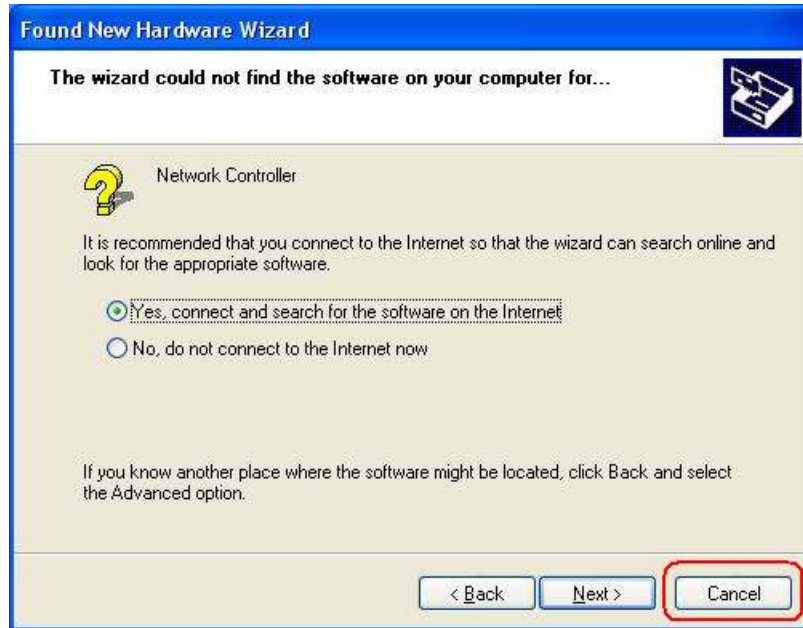 Found New Hardware Wizard
The wizard could not find the software on your computer for...
Network Controller
It is recommended that you connect to the Internet so that the wizard can search online and
look for the appropriate software.
Yes, connect and search for the software on the Internet
No, do not connect to the Internet now
If you know another place where the software might be located, click Back and select
the Advanced option.
< Back
Next >
Cancel